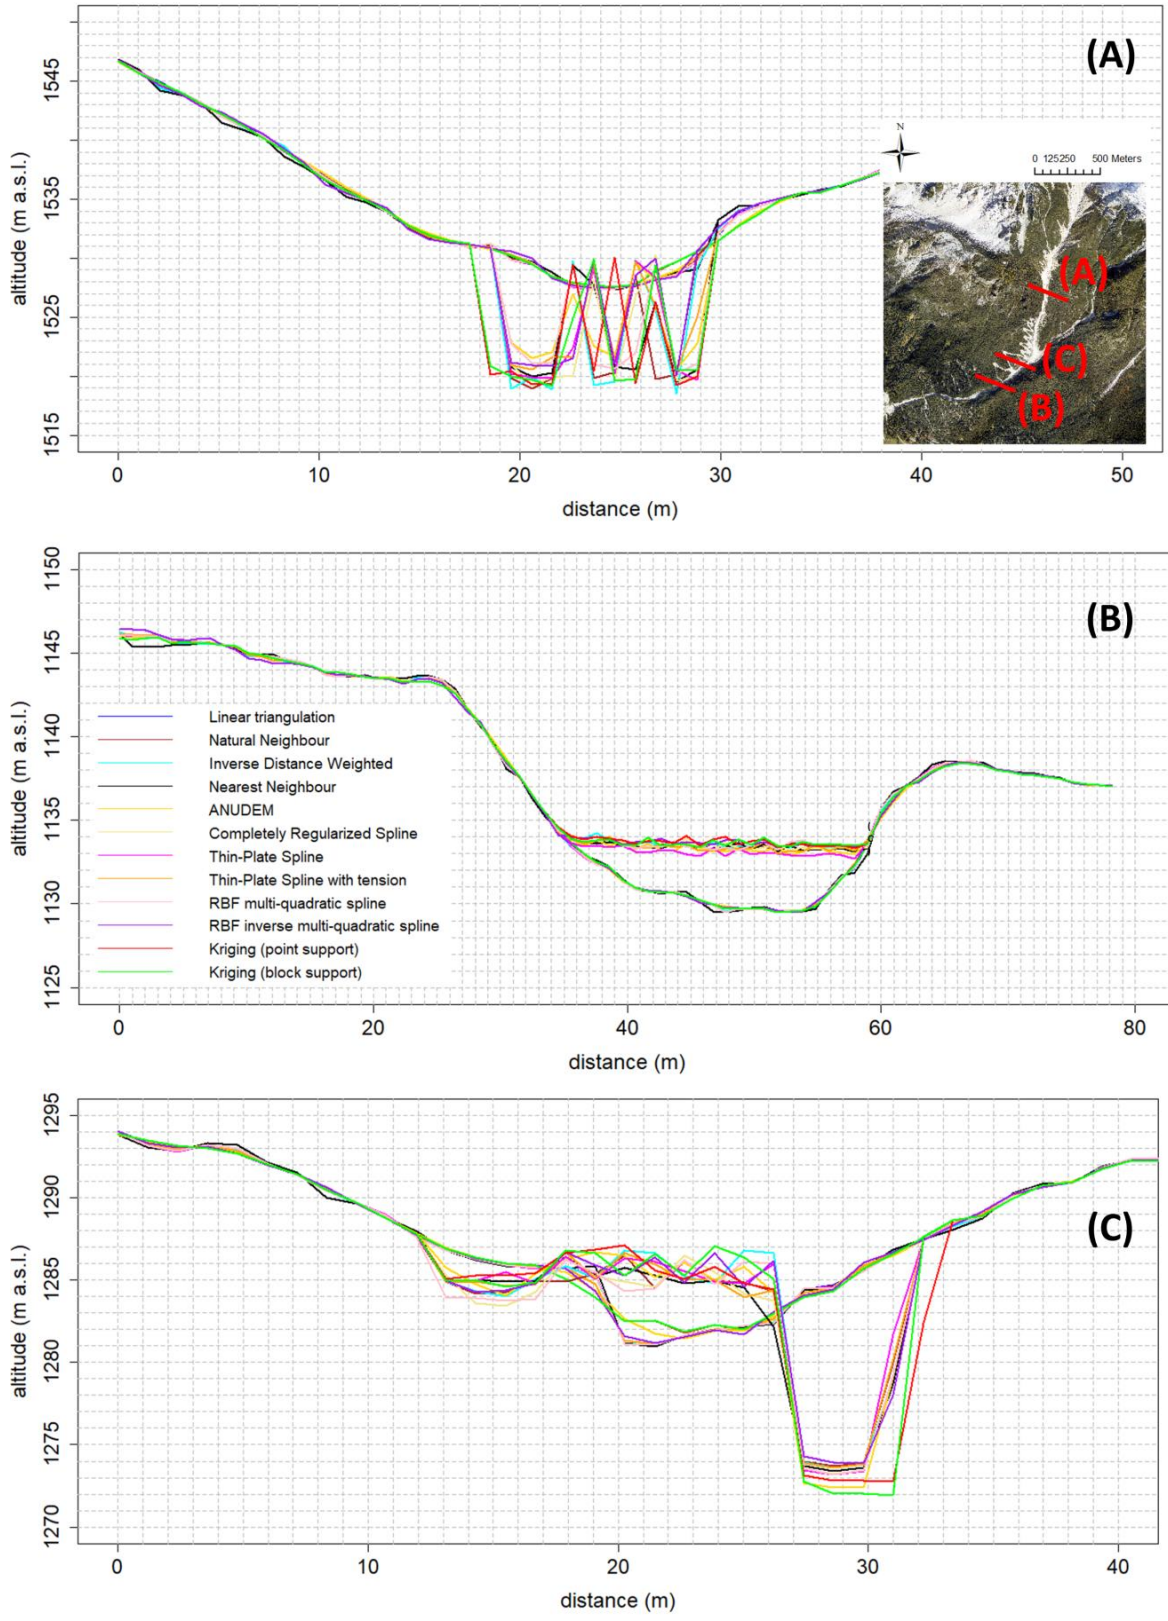 (A)
1545
1535
1525
1515
altitude (m a.s.l.)
N
0 125250 500 Meters
(A)
(C)
(B)
0 10 20 30 40 50
distance (m)
(B)
1150
1145
1140
1135
1130
1125
altitude (m a.s.l.)
Linear triangulation
Natural Neighbour
Inverse Distance Weighted
Nearest Neighbour
ANUDEM
Completely Regularized Spline
Thin-Plate Spline
Thin-Plate Spline with tension
RBF multi-quadratic spline
RBF inverse multi-quadratic spline
Kriging (point support)
Kriging (block support)
0 20 40 60 80
distance (m)
(C)
1295
1290
1285
1280
1275
1270
altitude (m a.s.l.)
0 10 20 30 40
distance (m)